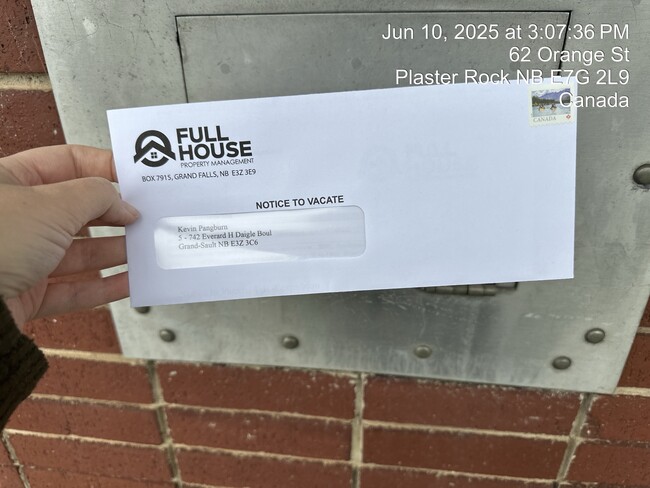 Jun 10, 2025 at 3:07:36 PM
62 Orange St
Plaster Rock NB E7G 2L9
Canada
CANADA
FULL
HOUSE
PROPERTY MANAGEMENT
BOX 7915, GRAND FALLS, NB E3Z 3E9
NOTICE TO VACATE
Kevin Pangburn
5 - 742 Everard H Daigle Boul
Grand-Sault NB E3Z 3C6